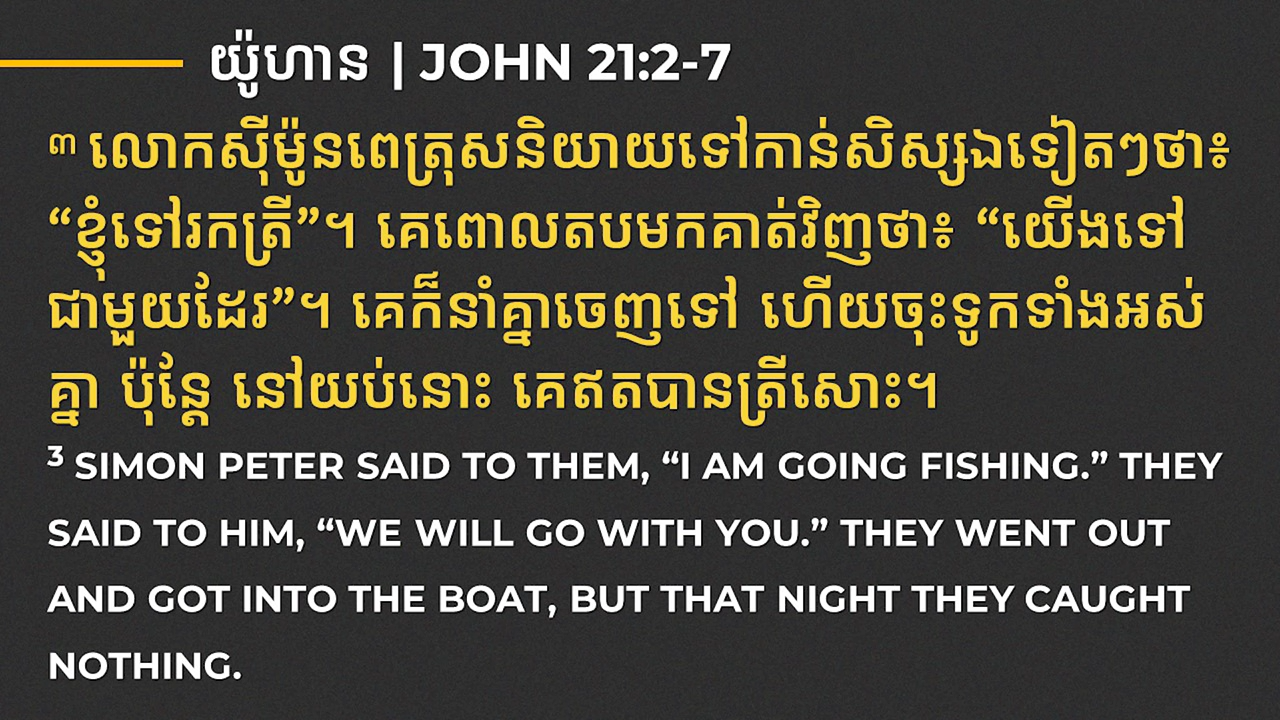 យ៉ូហាន | JOHN 21:2-7
៣ លោកស៊ីម៉ូនពេត្រុសនិយាយទៅកាន់សិស្សឯទៀតៗថា៖
“ខ្ញុំទៅរកត្រី”។ គេពោលតបមកគាត់វិញថា៖ “យើងទៅ
ជាមួយដែរ”។ គេក៏នាំគ្នាចេញទៅ ហើយចុះទូកទាំងអស់
គ្នា ប៉ុន្តែ នៅយប់នោះ គេឥតបានត្រីសោះ។
3 SIMON PETER SAID TO THEM, “I AM GOING FISHING.” THEY
SAID TO HIM, “WE WILL GO WITH YOU.” THEY WENT OUT
AND GOT INTO THE BOAT, BUT THAT NIGHT THEY CAUGHT
NOTHING.